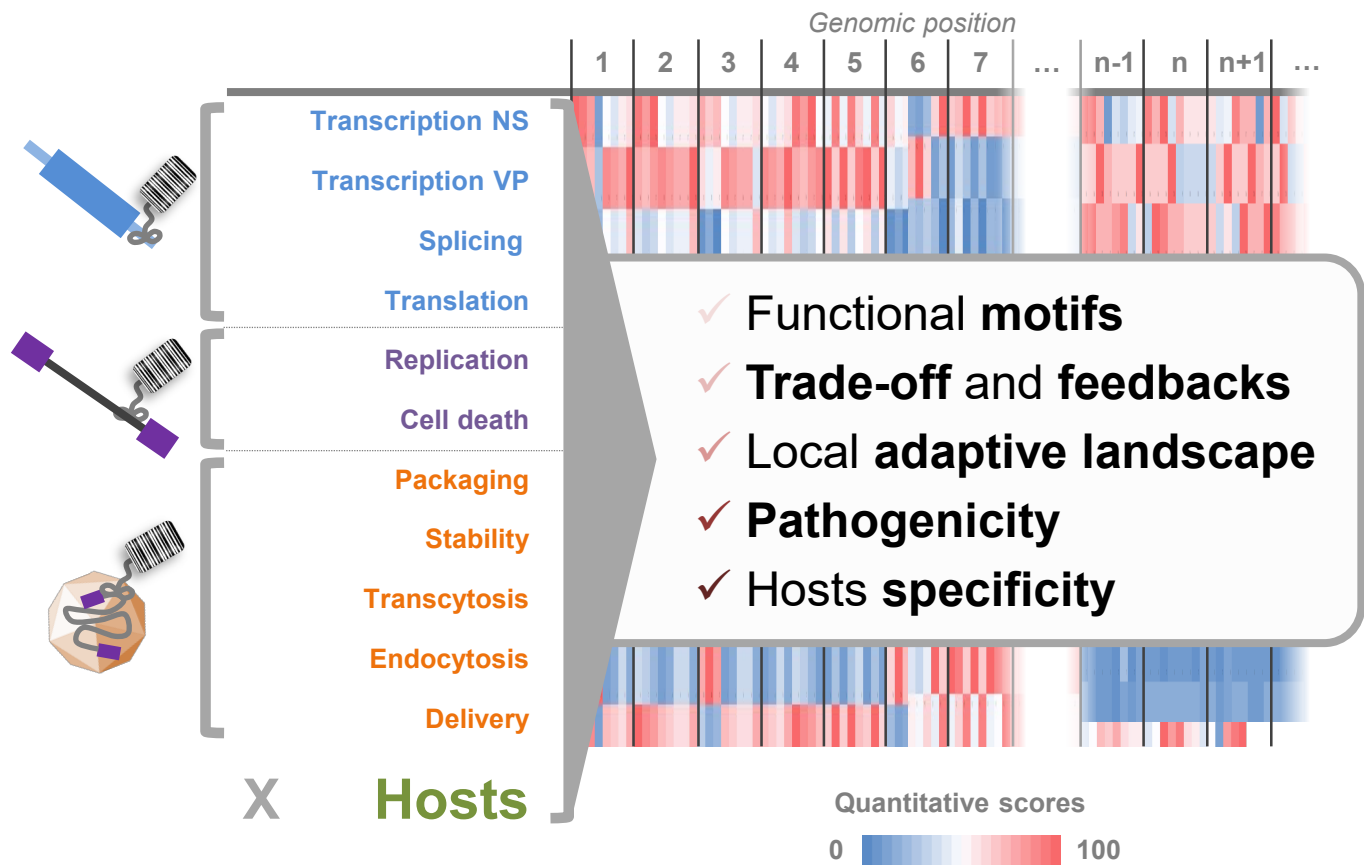 Genomic position
1 2 3 4 5 6 7 ... n-1 n n+1 ...
Transcription NS
Transcription VP
Splicing
Translation
Replication
Cell death
Packaging
Stability
Transcytosis
Endocytosis
Delivery
X Hosts
✓ Functional motifs
✓ Trade-off and feedbacks
✓ Local adaptive landscape
✓ Pathogenicity
✓ Hosts specificity
Quantitative scores
0 100